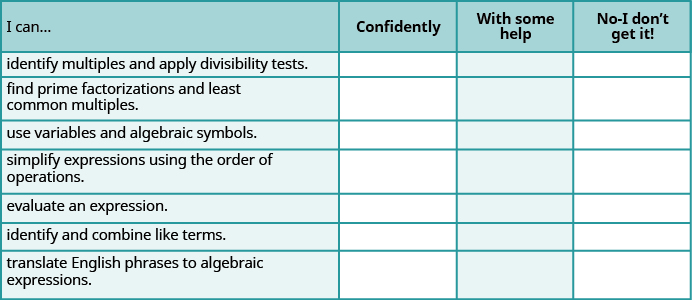 I can...
Confidently
With some
help
No-I don't
get it!
identify multiples and apply divisibility tests.
find prime factorizations and least
common multiples.
use variables and algebraic symbols.
simplify expressions using the order of
operations.
evaluate an expression.
identify and combine like terms.
translate English phrases to algebraic
expressions.